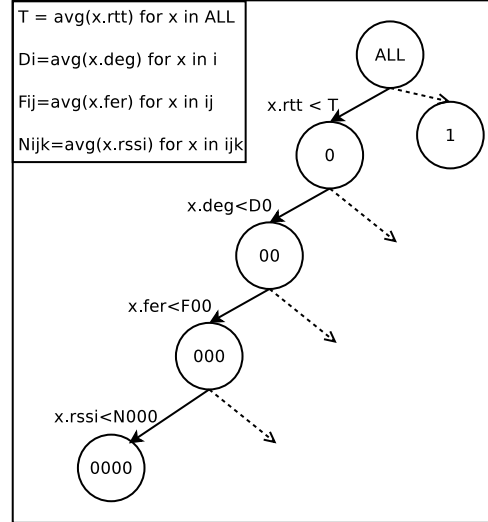 T = avg(x.rtt) for x in ALL
Di=avg(x.deg) for x in i
Fij=avg(x.fer) for x in ij
Nijk=avg(x.rssi) for x in ijk
ALL
x.rtt < T
1
0
x.deg<D0
00
x.fer<F00
000
x.rssi<N000
0000